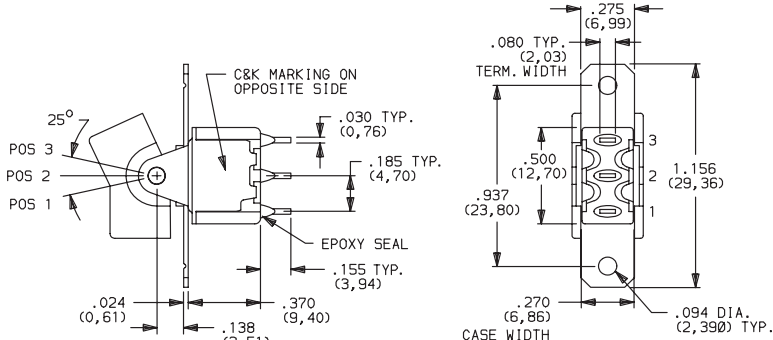 25°
POS 3
POS 2
POS 1
C&K MARKING ON
OPPOSITE SIDE
.030 TYP.
(0,76)
.185 TYP.
(4,70)
EPOXY SEAL
.155 TYP.
(3,94)
.024
(0,61)
.370
(9,40)
.138
.275
(6,99)
.080 TYP.
(2,03)
TERM. WIDTH
3
2
1
.500
(12,70)
.937
(23,80)
1.156
(29,36)
.270
(6,86)
CASE WIDTH
.094 DIA.
(2,390) TYP.